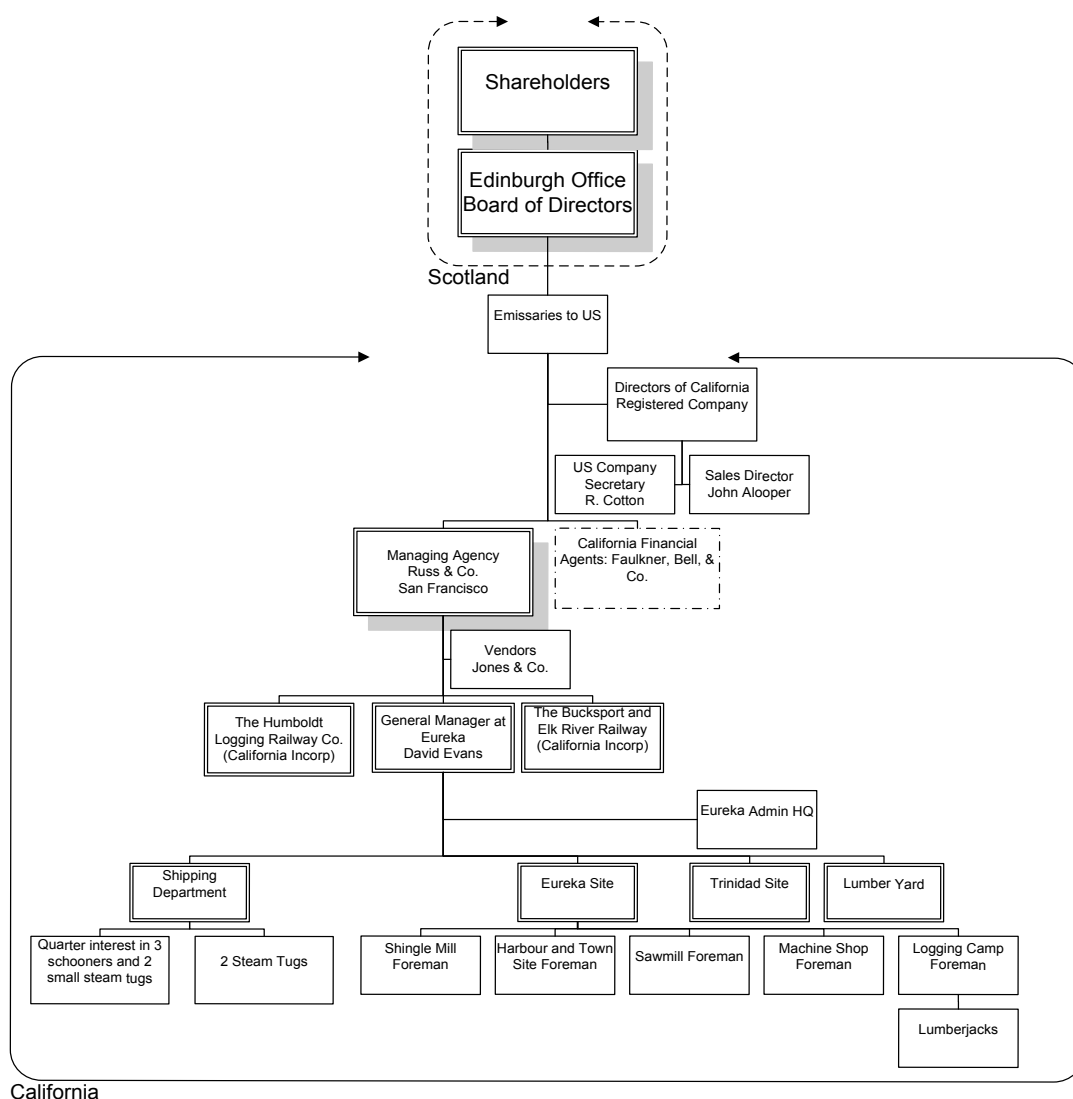 Shareholders
Edinburgh Office
Board of Directors
Scotland
Emissaries to US
Directors of California
Registered Company
US Company
Secretary
R. Cotton
Sales Director
John Alooper
Managing Agency
Russ & Co.
San Francisco
California Financial
Agents: Faulkner, Bell, &
Co.
Vendors
Jones & Co.
The Humboldt
Logging Railway Co.
(California Incorp)
General Manager at
Eureka
David Evans
The Bucksport and
Elk River Railway
(California Incorp)
Eureka Admin HQ
Shipping
Department
Eureka Site
Trinidad Site
Lumber Yard
Quarter interest in 3
schooners and 2
small steam tugs
2 Steam Tugs
Shingle Mill
Foreman
Harbour and Town
Site Foreman
Sawmill Foreman
Machine Shop
Foreman
Logging Camp
Foreman
Lumberjacks
California